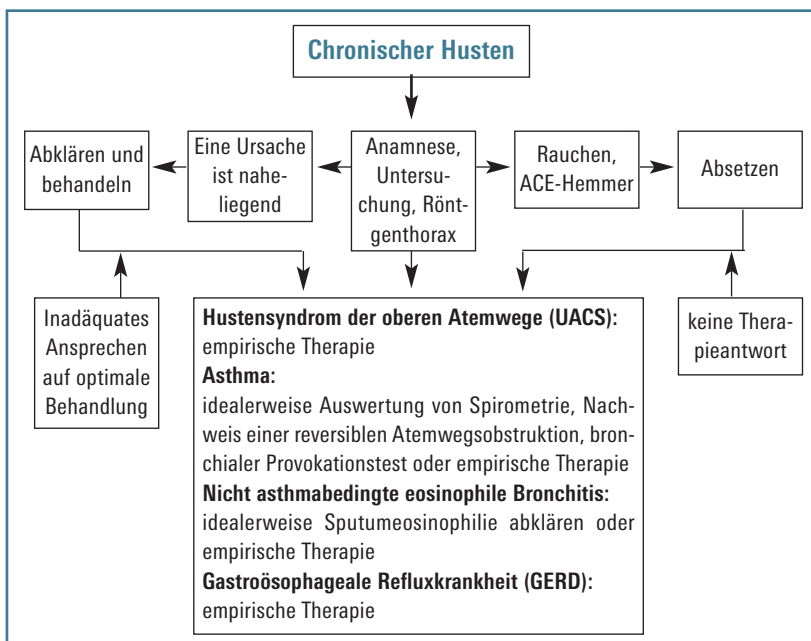 Chronischer Husten
Abklären und
behandeln
Eine Ursache
ist nahe-
liegend
Anamnese,
Untersu-
chung, Rönt-
genthorax
Rauchen,
ACE-Hemmer
Absetzen
Inadäquates
Ansprechen
auf optimale
Behandlung
Hustensyndrom der oberen Atemwege (UACS):
empirische Therapie
Asthma:
idealerweise Auswertung von Spirometrie, Nach-
weis einer reversiblen Atemwegsobstruktion, bron-
chialer Provokationstest oder empirische Therapie
Nicht asthmabedingte eosinophile Bronchitis:
idealerweise Sputumeosinophilie abklären oder
empirische Therapie
Gastroösophageale Refluxkrankheit (GERD):
empirische Therapie
keine Thera-
pieantwort